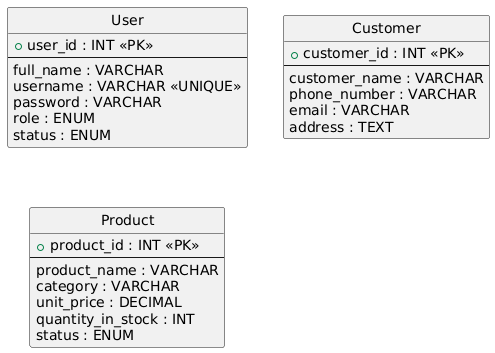 User
user_id : INT «PK»
full_name : VARCHAR
username : VARCHAR «UNIQUE»
password : VARCHAR
role : ENUM
status : ENUM
Customer
customer_id : INT «PK»
customer_name : VARCHAR
phone_number : VARCHAR
email : VARCHAR
address : TEXT
Product
product_id : INT «PK»
product_name : VARCHAR
category : VARCHAR
unit_price : DECIMAL
quantity_in_stock : INT
status : ENUM